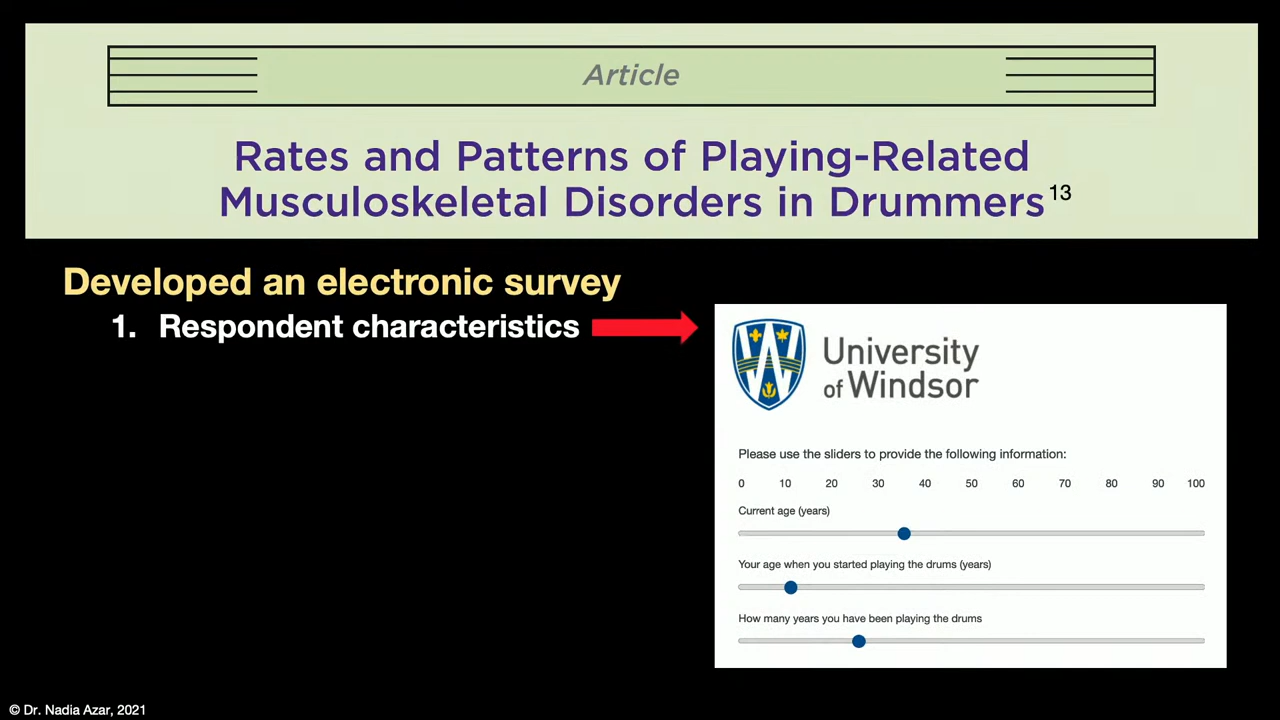 Article
Rates and Patterns of Playing-Related
Musculoskeletal Disorders in Drummers13
Developed an electronic survey
1. Respondent characteristics
University
of Windsor
Please use the sliders to provide the following information:
0 10 20 30 40 50 60 70 80 90 100
Current age (years)
Your age when you started playing the drums (years)
How many years you have been playing the drums
© Dr. Nadia Azar, 2021